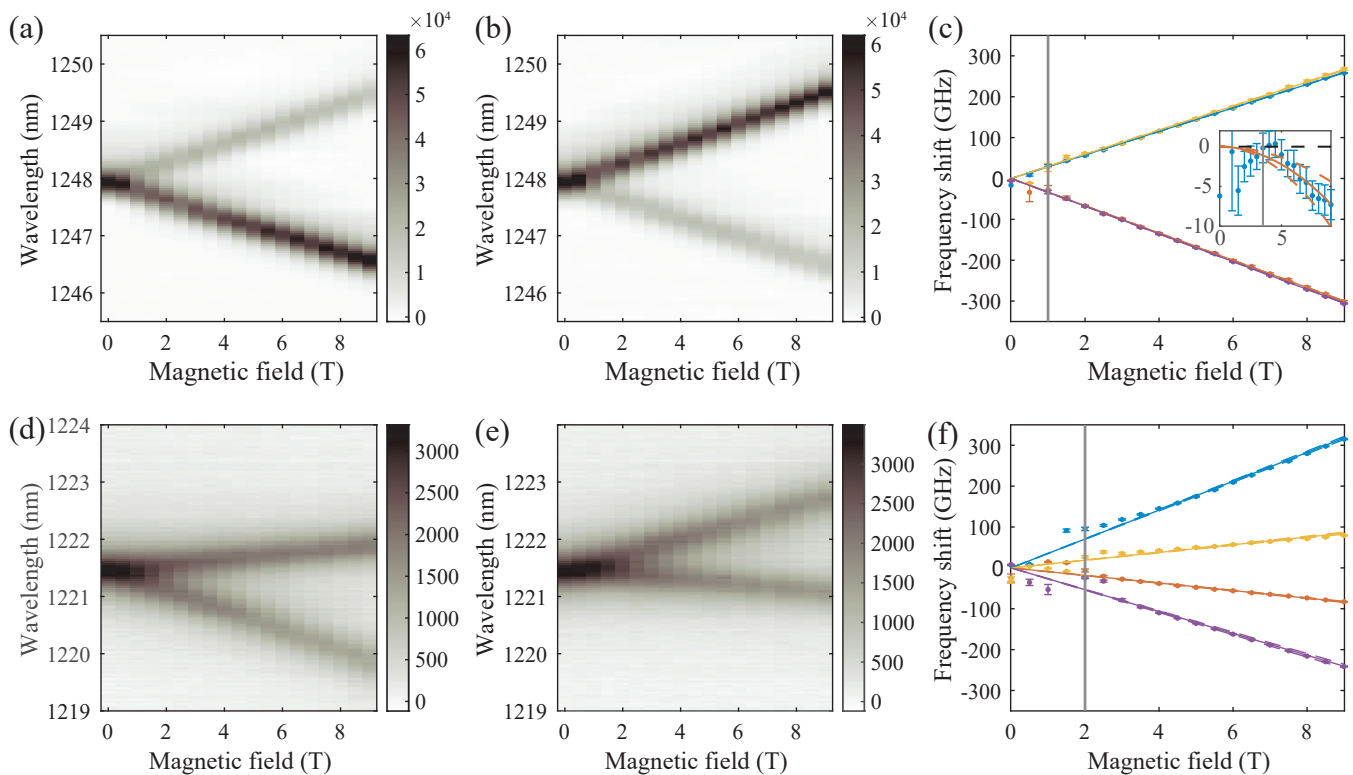 (a)
×10⁴
Wavelength (nm)
1250
1249
1248
1247
1246
0 2 4 6 8
Magnetic field (T)
6
5
4
3
2
1
0
(b)
×10⁴
Wavelength (nm)
1250
1249
1248
1247
1246
0 2 4 6 8
Magnetic field (T)
6
5
4
3
2
1
0
(c)
Frequency shift (GHz)
300
200
100
0
-100
-200
-300
0 2 4 6 8
Magnetic field (T)
0
-5
-10
0 5
(d)
Wavelength (nm)
1224
1223
1222
1221
1220
1219
0 2 4 6 8
Magnetic field (T)
3000
2500
2000
1500
1000
500
0
(e)
Wavelength (nm)
1223
1222
1221
1220
1219
0 2 4 6 8
Magnetic field (T)
3000
2500
2000
1500
1000
500
0
(f)
Frequency shift (GHz)
300
200
100
0
-100
-200
-300
0 2 4 6 8
Magnetic field (T)